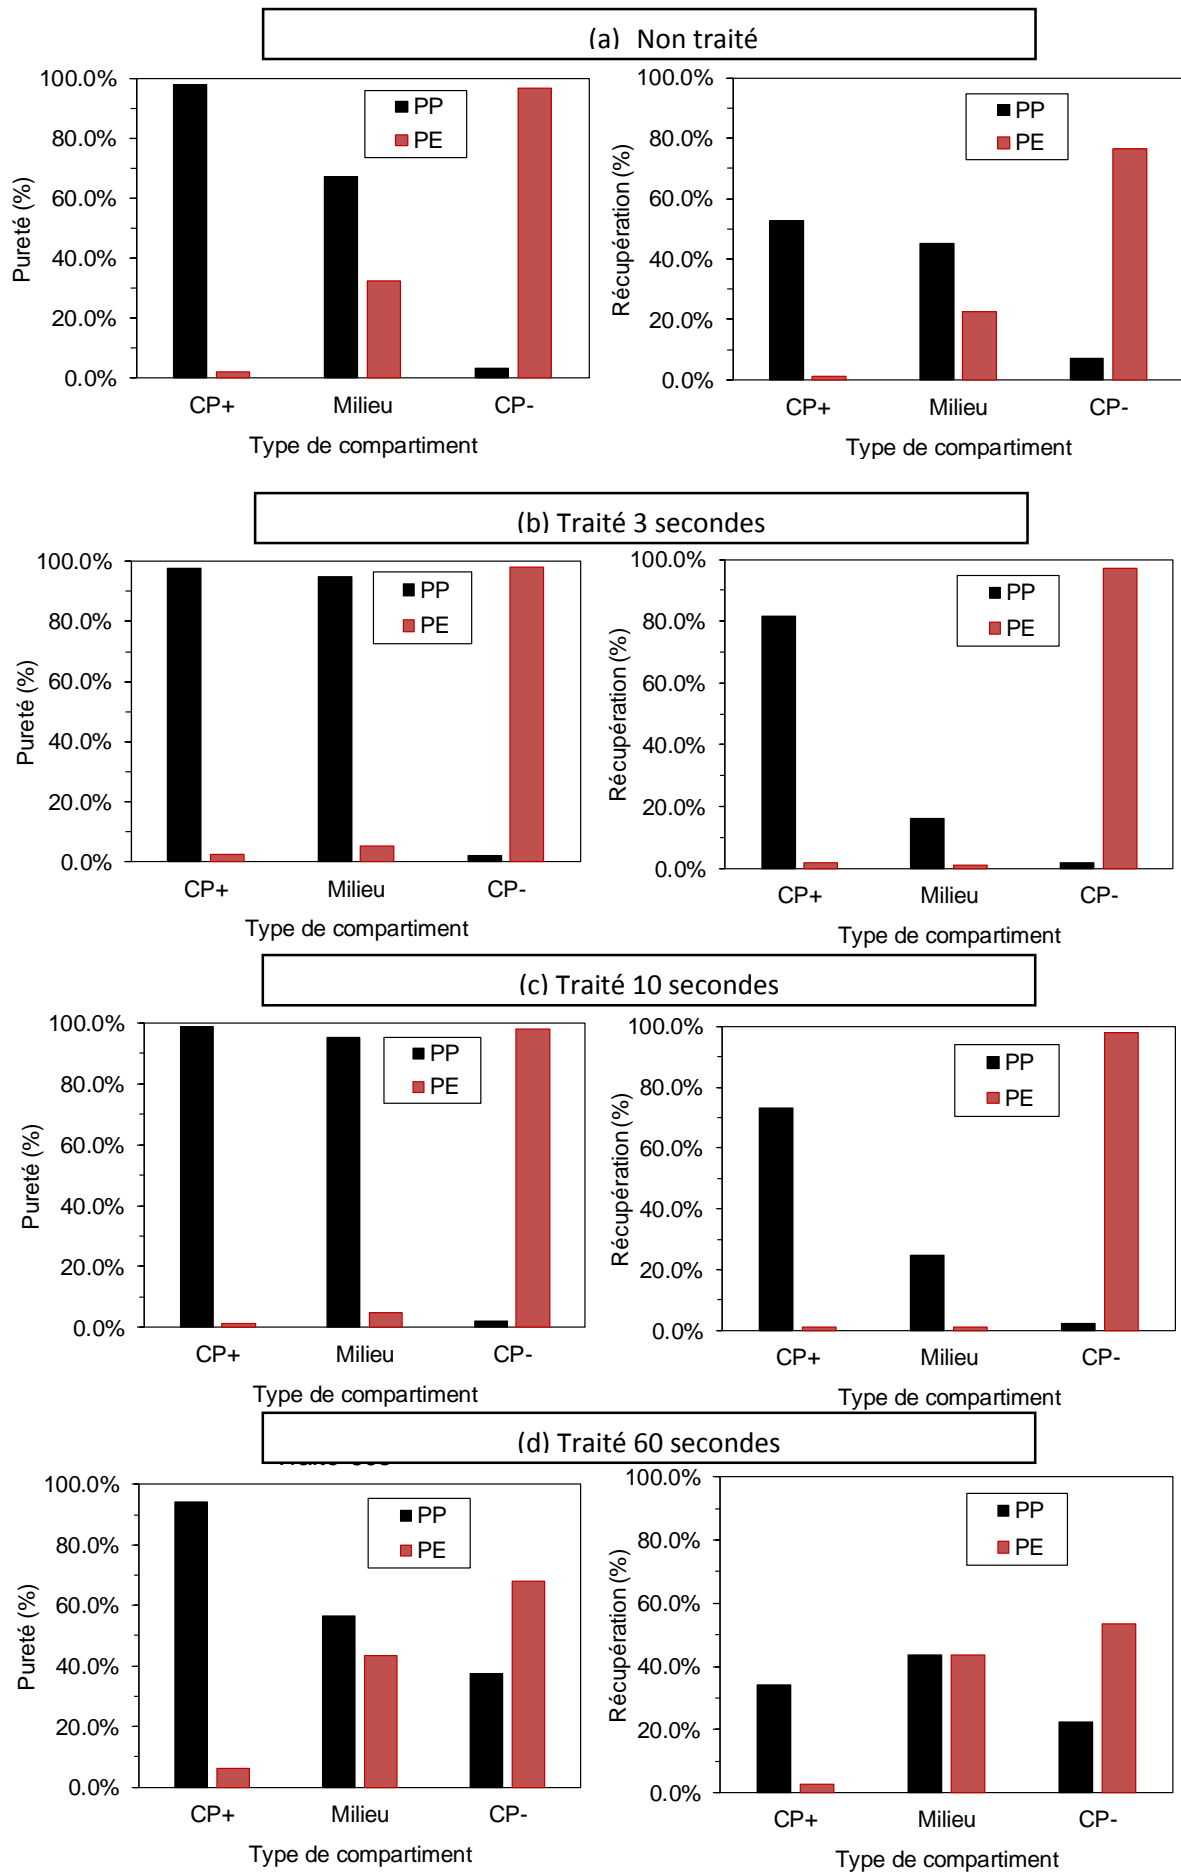 (a) Non traité
100.0%
80.0%
60.0%
40.0%
20.0%
0.0%
Pureté (%)
PP
PE
CP+ Milieu CP-
Type de compartiment
100.0%
80.0%
60.0%
40.0%
20.0%
0.0%
Récupération (%)
PP
PE
CP+ Milieu CP-
Type de compartiment
(b) Traité 3 secondes
100.0%
80.0%
60.0%
40.0%
20.0%
0.0%
Pureté (%)
PP
PE
CP+ Milieu CP-
Type de compartiment
100.0%
80.0%
60.0%
40.0%
20.0%
0.0%
Récupération (%)
PP
PE
CP+ Milieu CP-
Type de compartiment
(c) Traité 10 secondes
100.0%
80.0%
60.0%
40.0%
20.0%
0.0%
Pureté (%)
PP
PE
CP+ Milieu CP-
Type de compartiment
100.0%
80.0%
60.0%
40.0%
20.0%
0.0%
Récupération (%)
PP
PE
CP+ Milieu CP-
Type de compartiment
(d) Traité 60 secondes
100.0%
80.0%
60.0%
40.0%
20.0%
0.0%
Pureté (%)
PP
PE
CP+ Milieu CP-
Type de compartiment
100.0%
80.0%
60.0%
40.0%
20.0%
0.0%
Récupération (%)
PP
PE
CP+ Milieu CP-
Type de compartiment